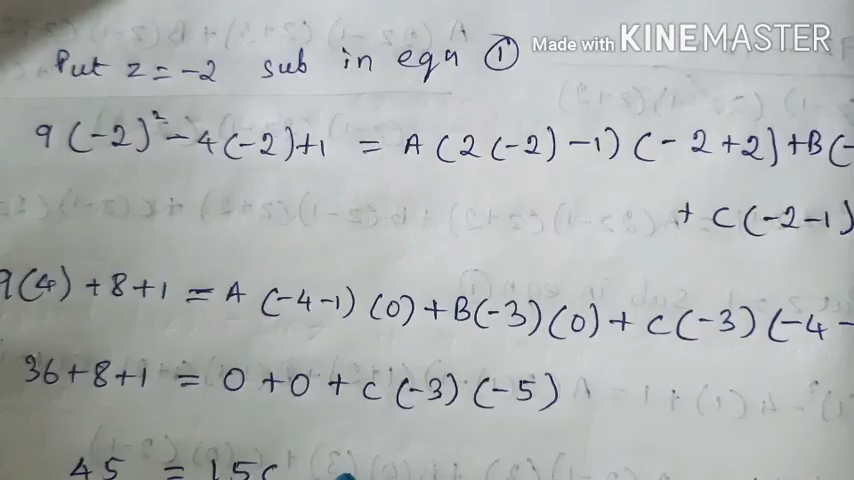 Made with KINEMASTER
Put z = -2 sub in eqn ①
9(-2)² - 4(-2)+1 = A(2(-2)-1)(-2+2)+B(-
+ C(-2-1)
9(4)+8+1 = A(-4-1)(0)+B(-3)(0)+C(-3)(-4-
36+8+1 = 0+0+C(-3)(-5)
45 = 15C